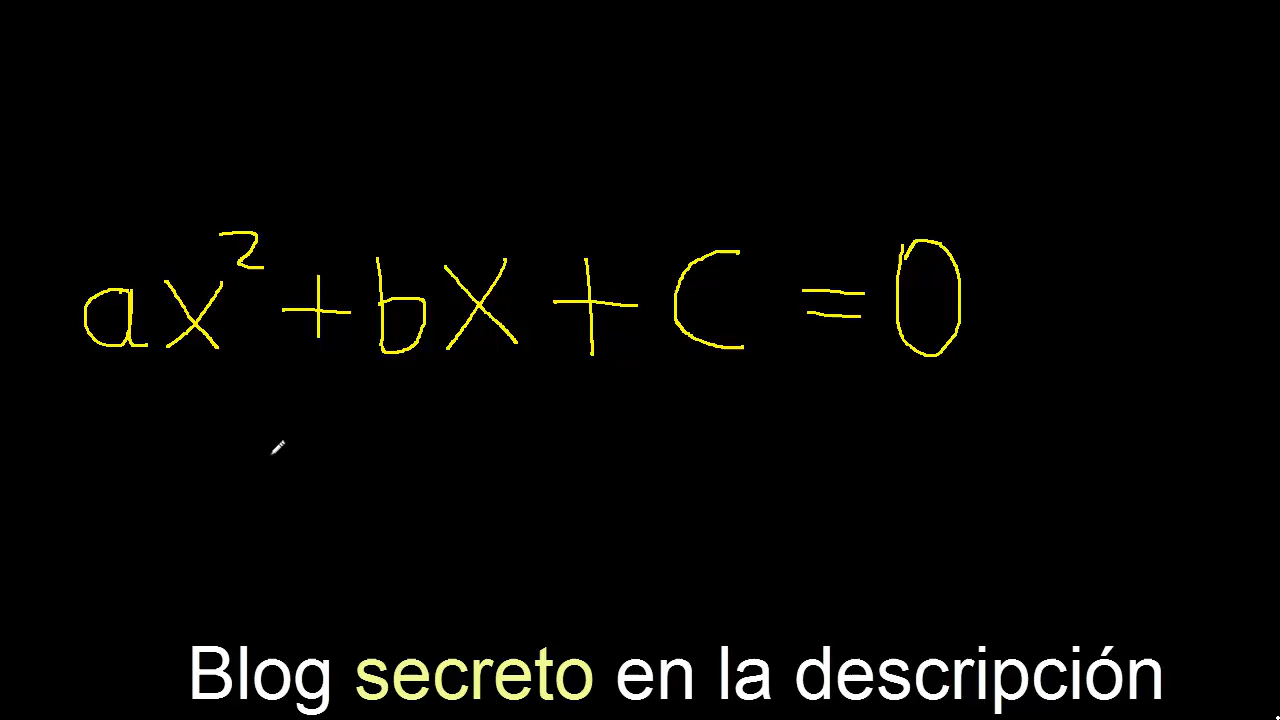 ax² + bx + c = 0
Blog secreto en la descripción